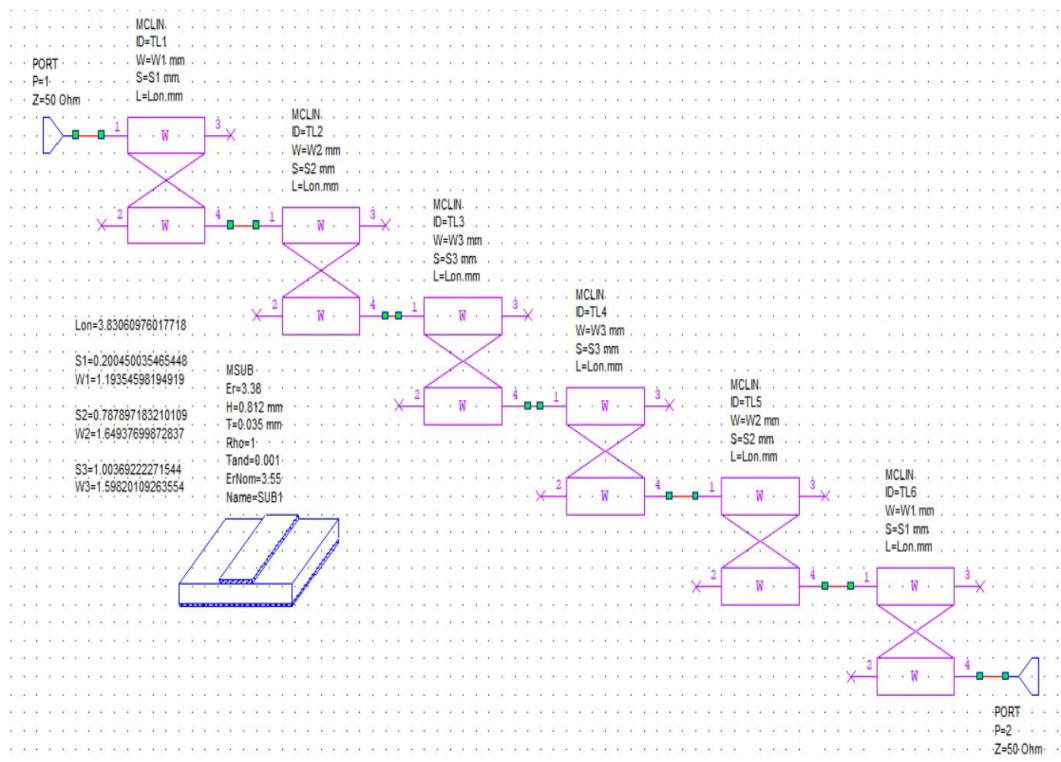 MCLIN
ID=TL1
W=W1 mm
S=S1 mm
L=Lon mm
PORT
P=1
Z=50 Ohm
1
W
3
2
W
4
MCLIN
ID=TL2
W=W2 mm
S=S2 mm
L=Lon mm
1
W
3
2
W
4
MCLIN
ID=TL3
W=W3 mm
S=S3 mm
L=Lon mm
1
W
3
2
W
4
MCLIN
ID=TL4
W=W3 mm
S=S3 mm
L=Lon mm
1
W
3
2
W
4
MCLIN
ID=TL5
W=W2 mm
S=S2 mm
L=Lon mm
1
W
3
2
W
4
MCLIN
ID=TL6
W=W1 mm
S=S1 mm
L=Lon mm
1
W
3
2
W
4
PORT
P=2
Z=50 Ohm
Lon=3.83060976017718
S1=0.200450035465448
W1=1.19354598194919
S2=0.787897183210109
W2=1.64937699872837
S3=1.00369222271544
W3=1.59820109263554
MSUB
Er=3.38
H=0.812 mm
T=0.035 mm
Rho=1
Tand=0.001
ErNom=3.55
Name=SUB1